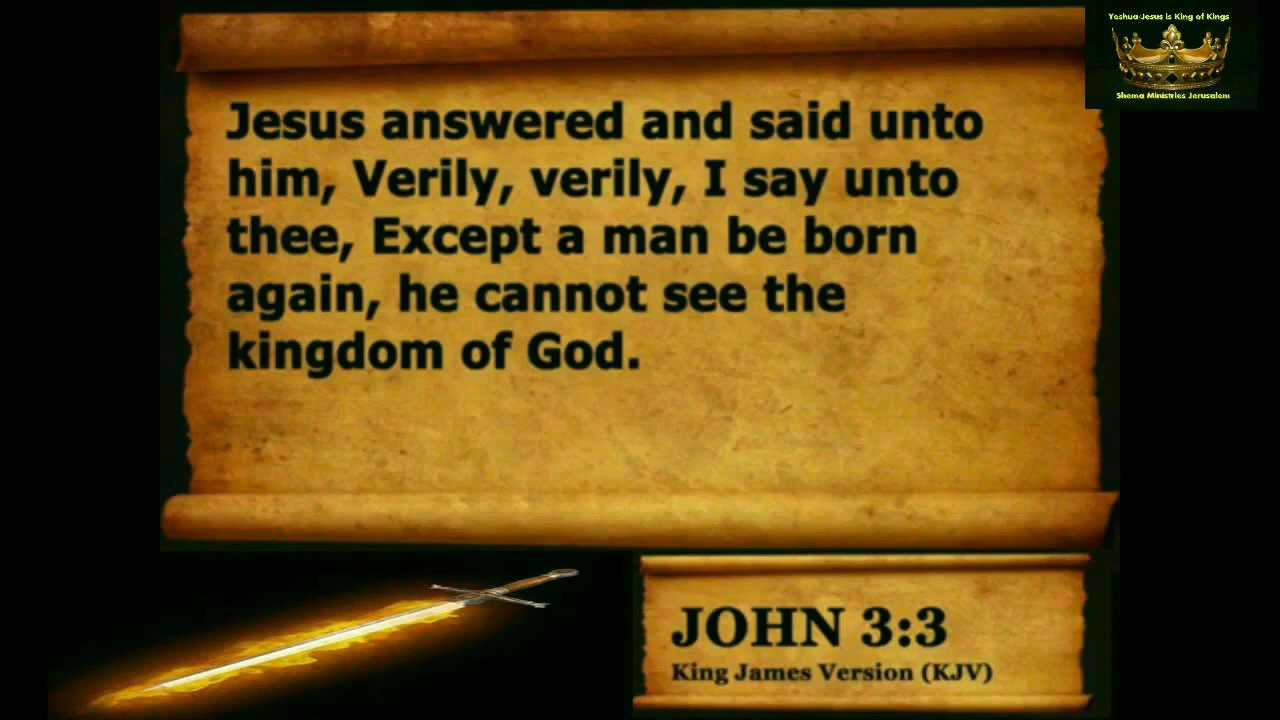 Yeshua-Jesus is King of Kings
Shema Ministries Jerusalem
Jesus answered and said unto
him, Verily, verily, I say unto
thee, Except a man be born
again, he cannot see the
kingdom of God.
JOHN 3:3
King James Version (KJV)